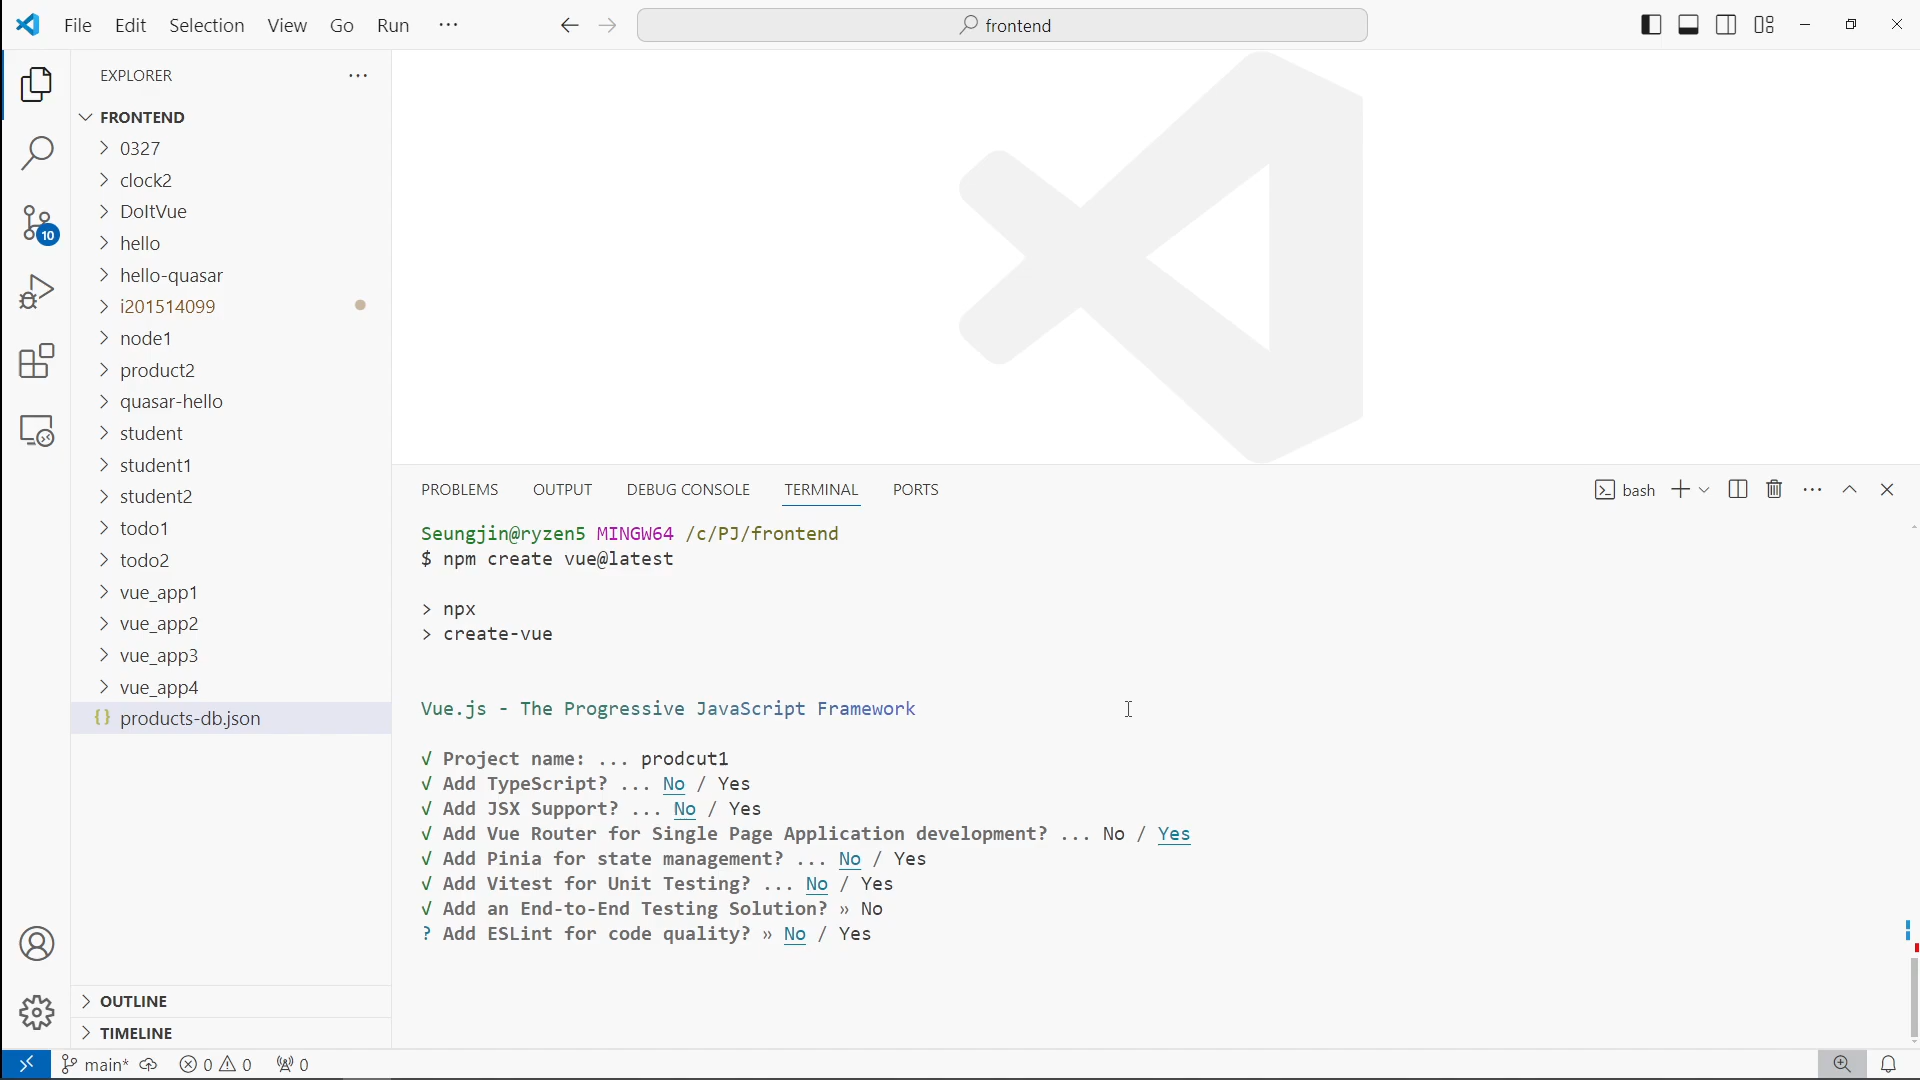 File Edit Selection View Go Run ···
frontend
EXPLORER ···
FRONTEND
0327
clock2
DoItVue
10
hello
hello-quasar
i201514099
node1
product2
quasar-hello
student
student1
student2
todo1
todo2
vue_app1
vue_app2
vue_app3
vue_app4
{} products-db.json
OUTLINE
TIMELINE
PROBLEMS OUTPUT DEBUG CONSOLE TERMINAL PORTS
bash
Seungjin@ryzen5 MINGW64 /c/PJ/frontend
$ npm create vue@latest
> npx
> create-vue
Vue.js - The Progressive JavaScript Framework
√ Project name: ... prodcut1
√ Add TypeScript? ... No / Yes
√ Add JSX Support? ... No / Yes
√ Add Vue Router for Single Page Application development? ... No / Yes
√ Add Pinia for state management? ... No / Yes
√ Add Vitest for Unit Testing? ... No / Yes
√ Add an End-to-End Testing Solution? » No
? Add ESLint for code quality? » No / Yes
main* 0 0 0